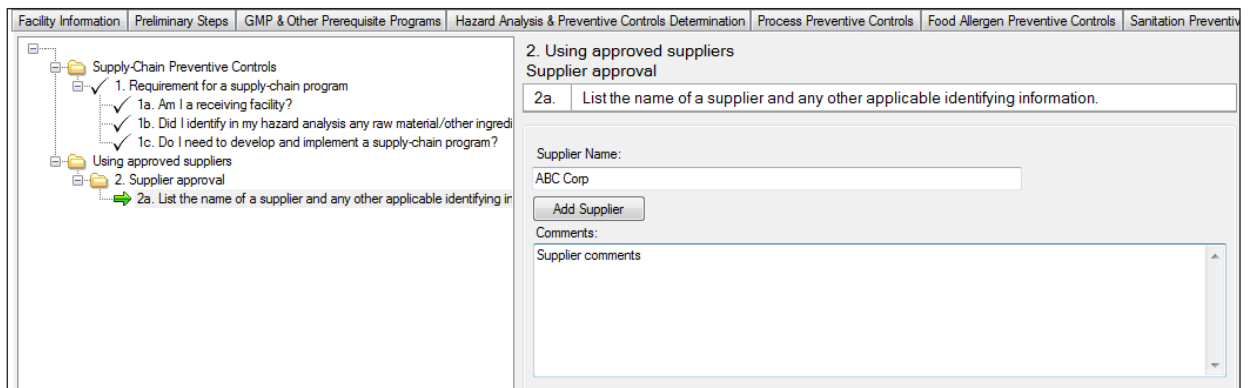 Facility Information Preliminary Steps GMP & Other Prerequisite Programs Hazard Analysis & Preventive Controls Determination Process Preventive Controls Food Allergen Preventive Controls Sanitation Preventiv
Supply-Chain Preventive Controls
1. Requirement for a supply-chain program
1a. Am I a receiving facility?
1b. Did I identify in my hazard analysis any raw material/other ingredi
1c. Do I need to develop and implement a supply-chain program?
Using approved suppliers
2. Supplier approval
2a. List the name of a supplier and any other applicable identifying in
2. Using approved suppliers
Supplier approval
2a. List the name of a supplier and any other applicable identifying information.
Supplier Name:
ABC Corp
Add Supplier
Comments:
Supplier comments